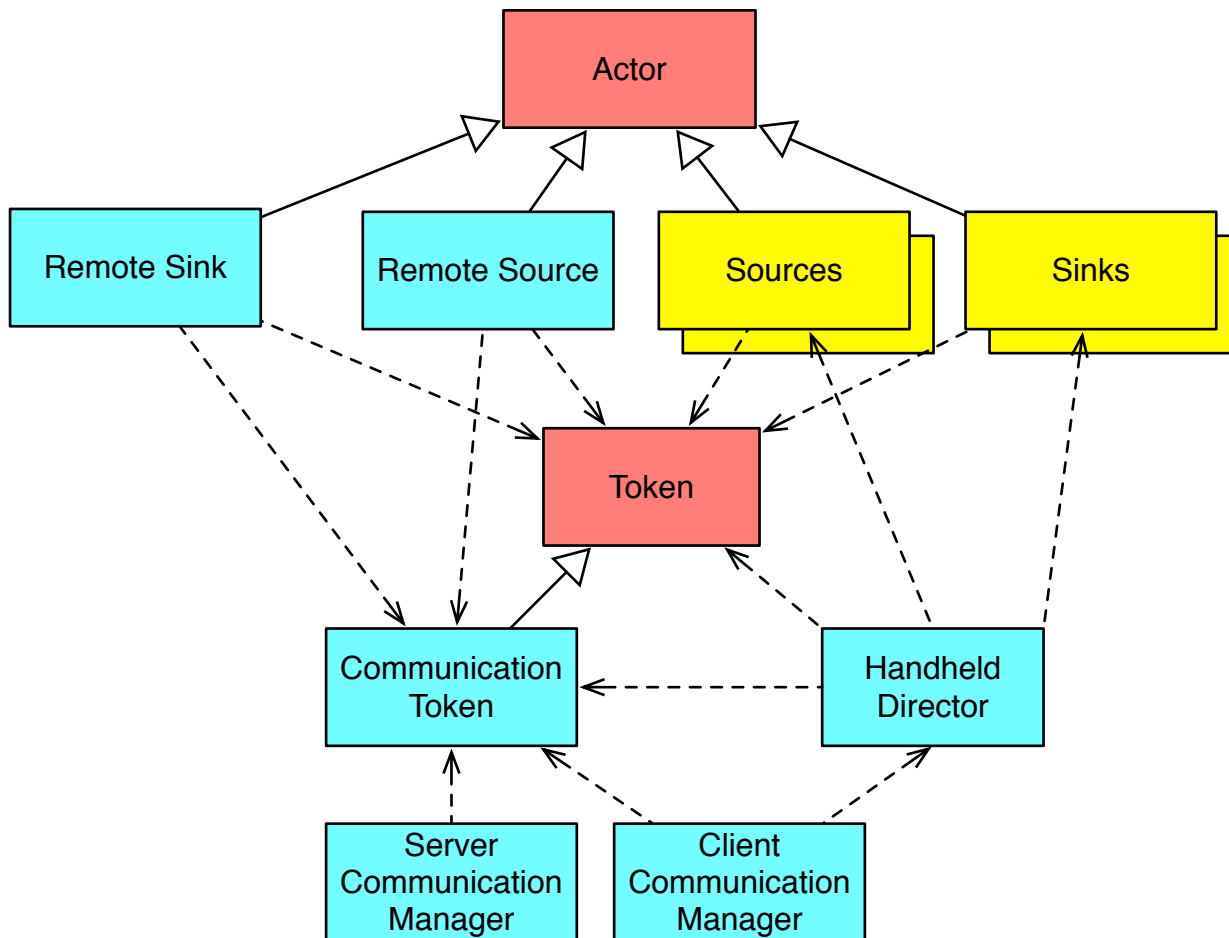 Actor
Remote Sink
Remote Source
Sources
Sinks
Token
Communication
Token
Handheld
Director
Server
Communication
Manager
Client
Communication
Manager